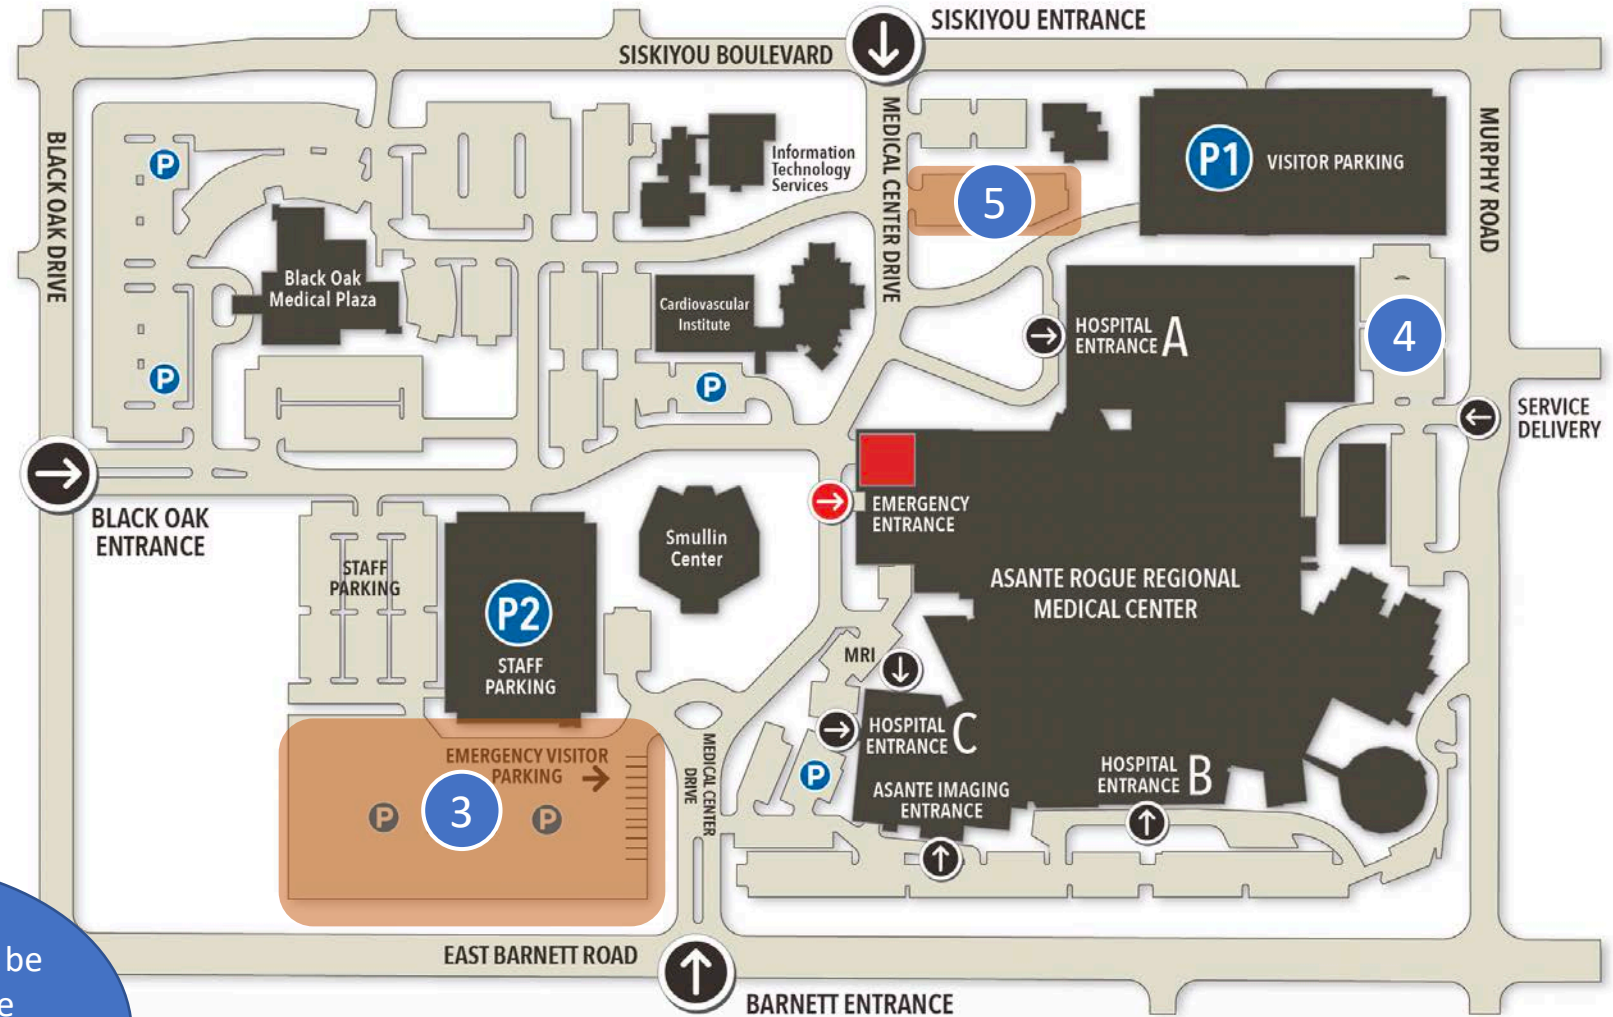 SISKIYOU ENTRANCE
SISKIYOU BOULEVARD
BLACK OAK DRIVE
MEDICAL CENTER DRIVE
MURPHY ROAD
P
Information
Technology
Services
P1 VISITOR PARKING
5
Black Oak
Medical Plaza
Cardiovascular
Institute
HOSPITAL
ENTRANCE A
4
P
P
SERVICE
DELIVERY
BLACK OAK
ENTRANCE
EMERGENCY
ENTRANCE
Smullin
Center
STAFF
PARKING
P2
STAFF
PARKING
ASANTE ROGUE REGIONAL
MEDICAL CENTER
MRI
HOSPITAL
ENTRANCE C
EMERGENCY VISITOR
PARKING
P
3
P
MEDICAL CENTER
DRIVE
P
ASANTE IMAGING
ENTRANCE
HOSPITAL
ENTRANCE B
EAST BARNETT ROAD
BARNETT ENTRANCE
be
e